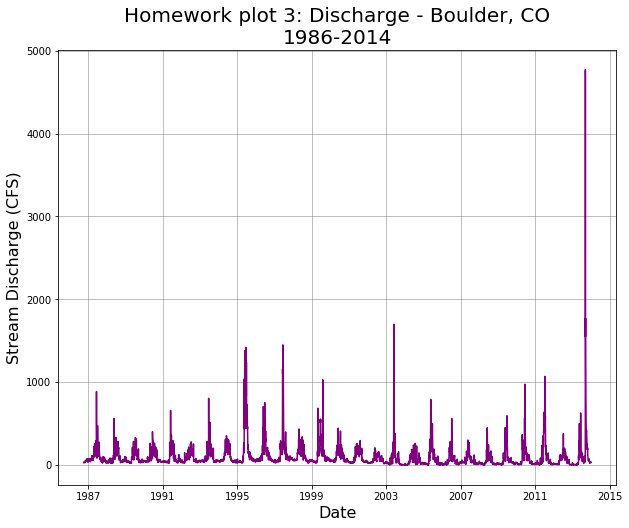 Homework plot 3: Discharge - Boulder, CO
1986-2014
Stream Discharge (CFS)
5000
4000
3000
2000
1000
0
1987 1991 1995 1999 2003 2007 2011 2015
Date